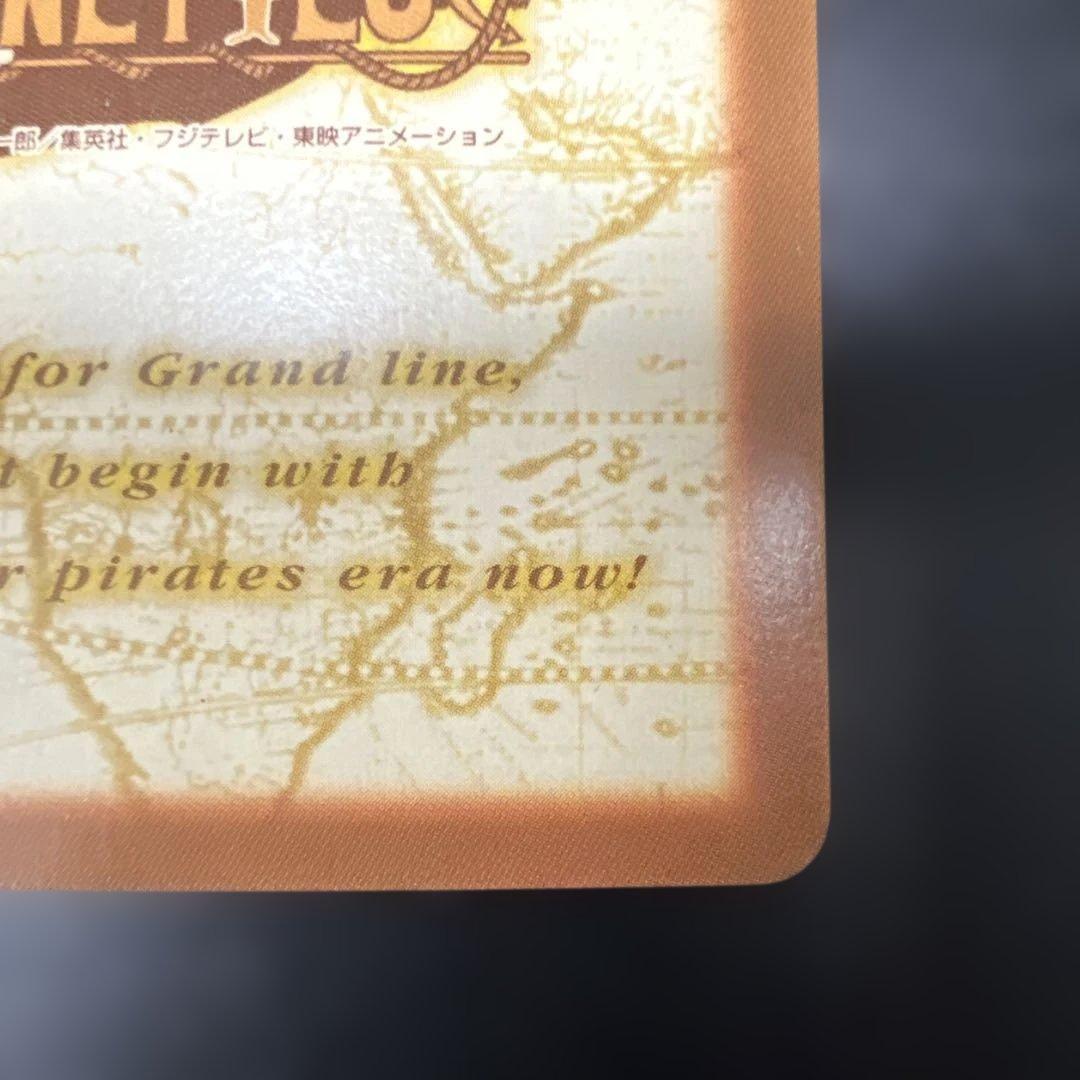 一郎／集英社・フジテレビ・東映アニメーション
for Grand line,
begin with
pirates era now!